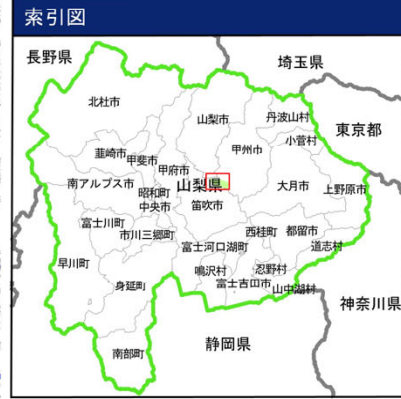 索引図
長野県
埼玉県
北杜市
山梨市
丹波山村
東京都
小菅村
韮崎市
甲斐市
甲府市
甲州市
南アルプス市
昭和町
山梨県
大月市
上野原市
中央市
笛吹市
富士川町
市川三郷町
西桂町
都留市
富士河口湖町
道志村
早川町
鳴沢村
忍野村
身延町
富士吉田市
山中湖村
神奈川県
南部町
静岡県